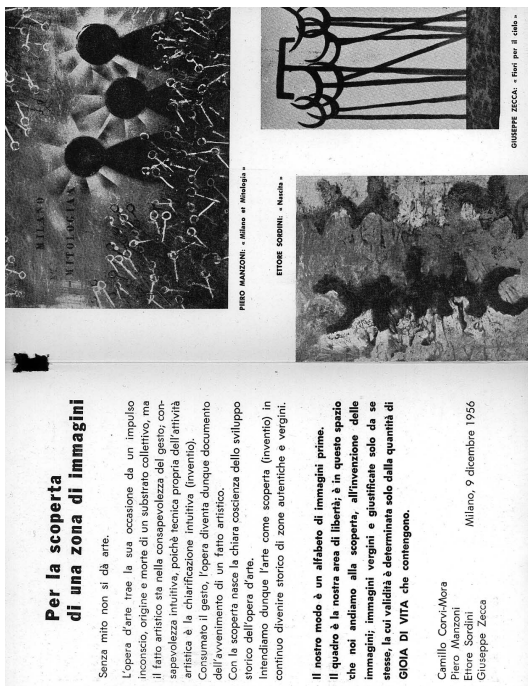 Per la scoperta
di una zona di immagini
Senza mito non si dà arte.
L'opera d'arte trae la sua occasione da un impulso
inconscio, origine e morte di un substrato collettivo, ma
il fatto artistico sta nella consapevolezza del gesto; con-
sapevolezza intuitiva, poichè tecnica propria dell'attività
artistica è la chiarificazione intuitiva (inventio).
Consumato il gesto, l'opera diventa dunque documento
dell'avvenimento di un fatto artistico.
Con la scoperta nasce la chiara coscienza dello sviluppo
storico dell'opera d'arte.
Intendiamo dunque l'arte come scoperta (inventio) in
continuo divenire storico di zone autentiche e vergini.
Il nostro modo è un alfabeto di immagini prime.
Il quadro è la nostra area di libertà; è in questo spazio
che noi andiamo alla scoperta, all'invenzione delle
immagini; immagini vergini e giustificate solo da se
stesse, la cui validità è determinata solo dalla quantità di
GIOIA DI VITA che contengono.
Camillo Corvi-Mora
Piero Manzoni
Ettore Sordini
Giuseppe Zecca
Milano, 9 dicembre 1956
MILANO
MITOLOGIA
PIERO MANZONI: « Milano et Mitologia »
ETTORE SORDINI: « Nascita »
GIUSEPPE ZECCA: « Fiori per il cielo »